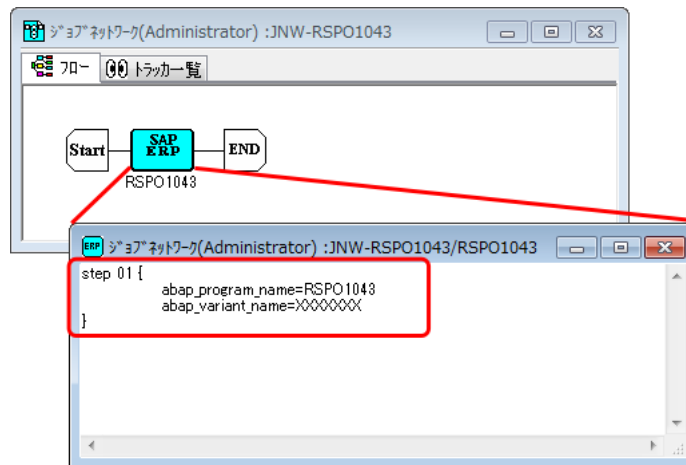 ジョブネットワーク(Administrator) :JNW-RSPO1043
フロー トラッカ一覧
Start SAP ERP END
RSPO1043
ERP ジョブネットワーク(Administrator) :JNW-RSPO1043/RSPO1043
step 01 {
abap_program_name=RSPO1043
abap_variant_name=XXXXXXX
}